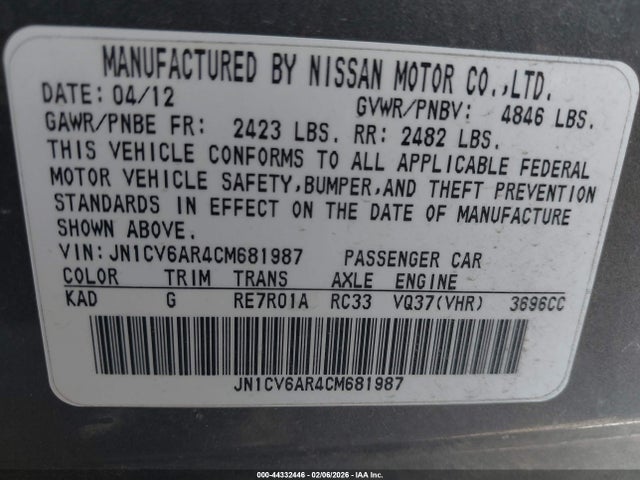 MANUFACTURED BY NISSAN MOTOR CO.,LTD.
DATE: 04/12 GVWR/PNBV: 4846 LBS.
GAWR/PNBE FR: 2423 LBS. RR: 2482 LBS.
THIS VEHICLE CONFORMS TO ALL APPLICABLE FEDERAL
MOTOR VEHICLE SAFETY,BUMPER,AND THEFT PREVENTION
STANDARDS IN EFFECT ON THE DATE OF MANUFACTURE
SHOWN ABOVE.
VIN:JN1CV6AR4CM681987 PASSENGER CAR
COLOR TRIM TRANS AXLE ENGINE
KAD G RE7R01A RC33 VQ37(VHR) 3696CC
JN1CV6AR4CM681987
000-44332446 - 02/06/2026 - IAA Inc.